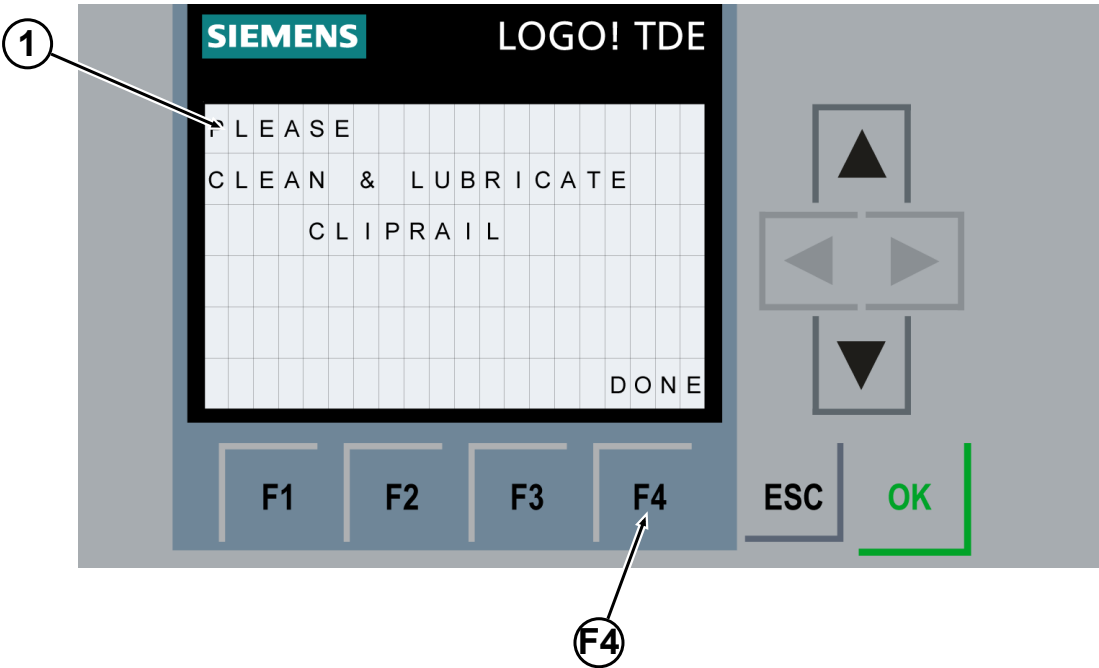 1
SIEMENS LOGO! TDE
PLEASE
CLEAN & LUBRICATE
CLIPRAIL
DONE
F1 F2 F3 F4 ESC OK
F4